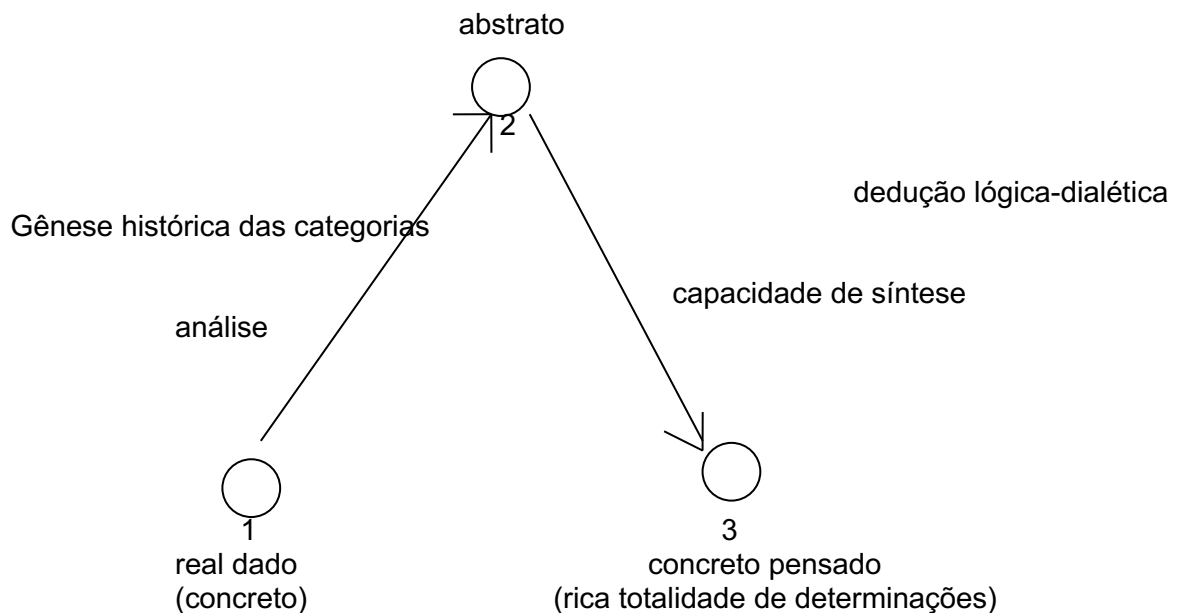 abstrato
2
dedução lógica-dialética
Gênese histórica das categorias
capacidade de síntese
análise
1
real dado
(concreto)
3
concreto pensado
(rica totalidade de determinações)